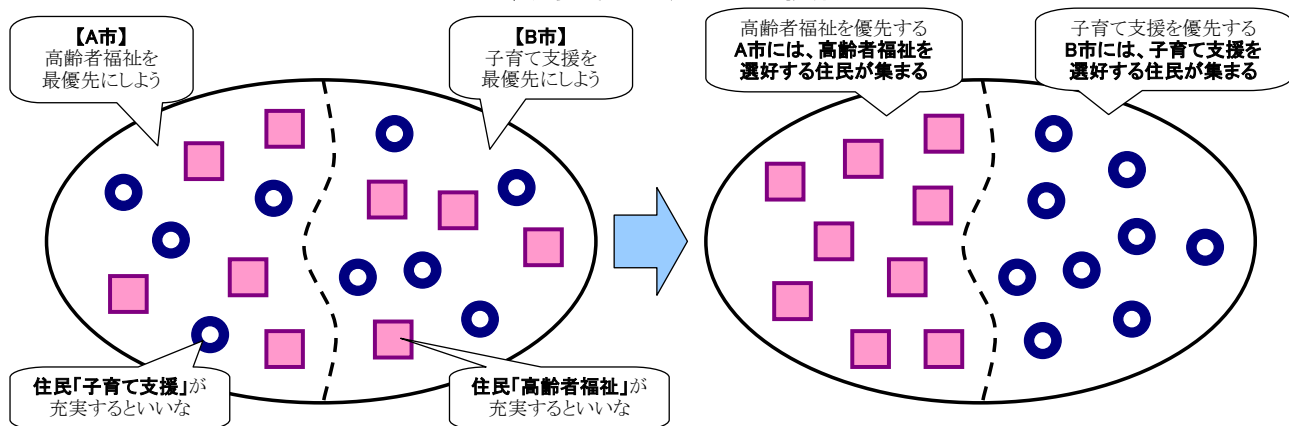 【A市】
高齢者福祉を
最優先にしよう
【B市】
子育て支援を
最優先にしよう
住民「子育て支援」が
充実するといいな
住民「高齢者福祉」が
充実するといいな
高齢者福祉を優先する
A市には、高齢者福祉を
選好する住民が集まる
子育て支援を優先する
B市には、子育て支援を
選好する住民が集まる